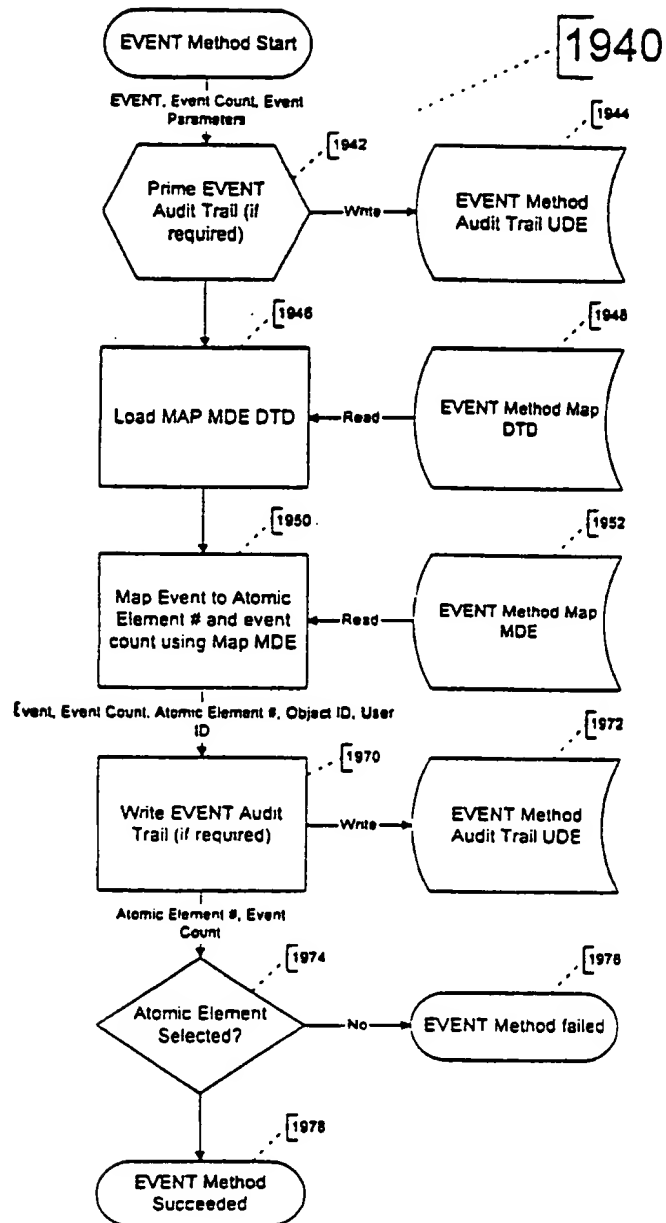 EVENT Method Start
1940
EVENT, Event Count, Event
Parameters
1942
1944
Prime EVENT
Audit Trail (if
required)
Write
EVENT Method
Audit Trail UDE
1946
1948
Load MAP MDE DTD
Read
EVENT Method Map
DTD
1950
1952
Map Event to Atomic
Element # and event
count using Map MDE
Read
EVENT Method Map
MDE
Event, Event Count, Atomic Element #, Object ID, User
ID
1970
1972
Write EVENT Audit
Trail (if required)
Write
EVENT Method
Audit Trail UDE
Atomic Element #, Event
Count
1974
1976
Atomic Element
Selected?
No
EVENT Method failed
1978
EVENT Method
Succeeded